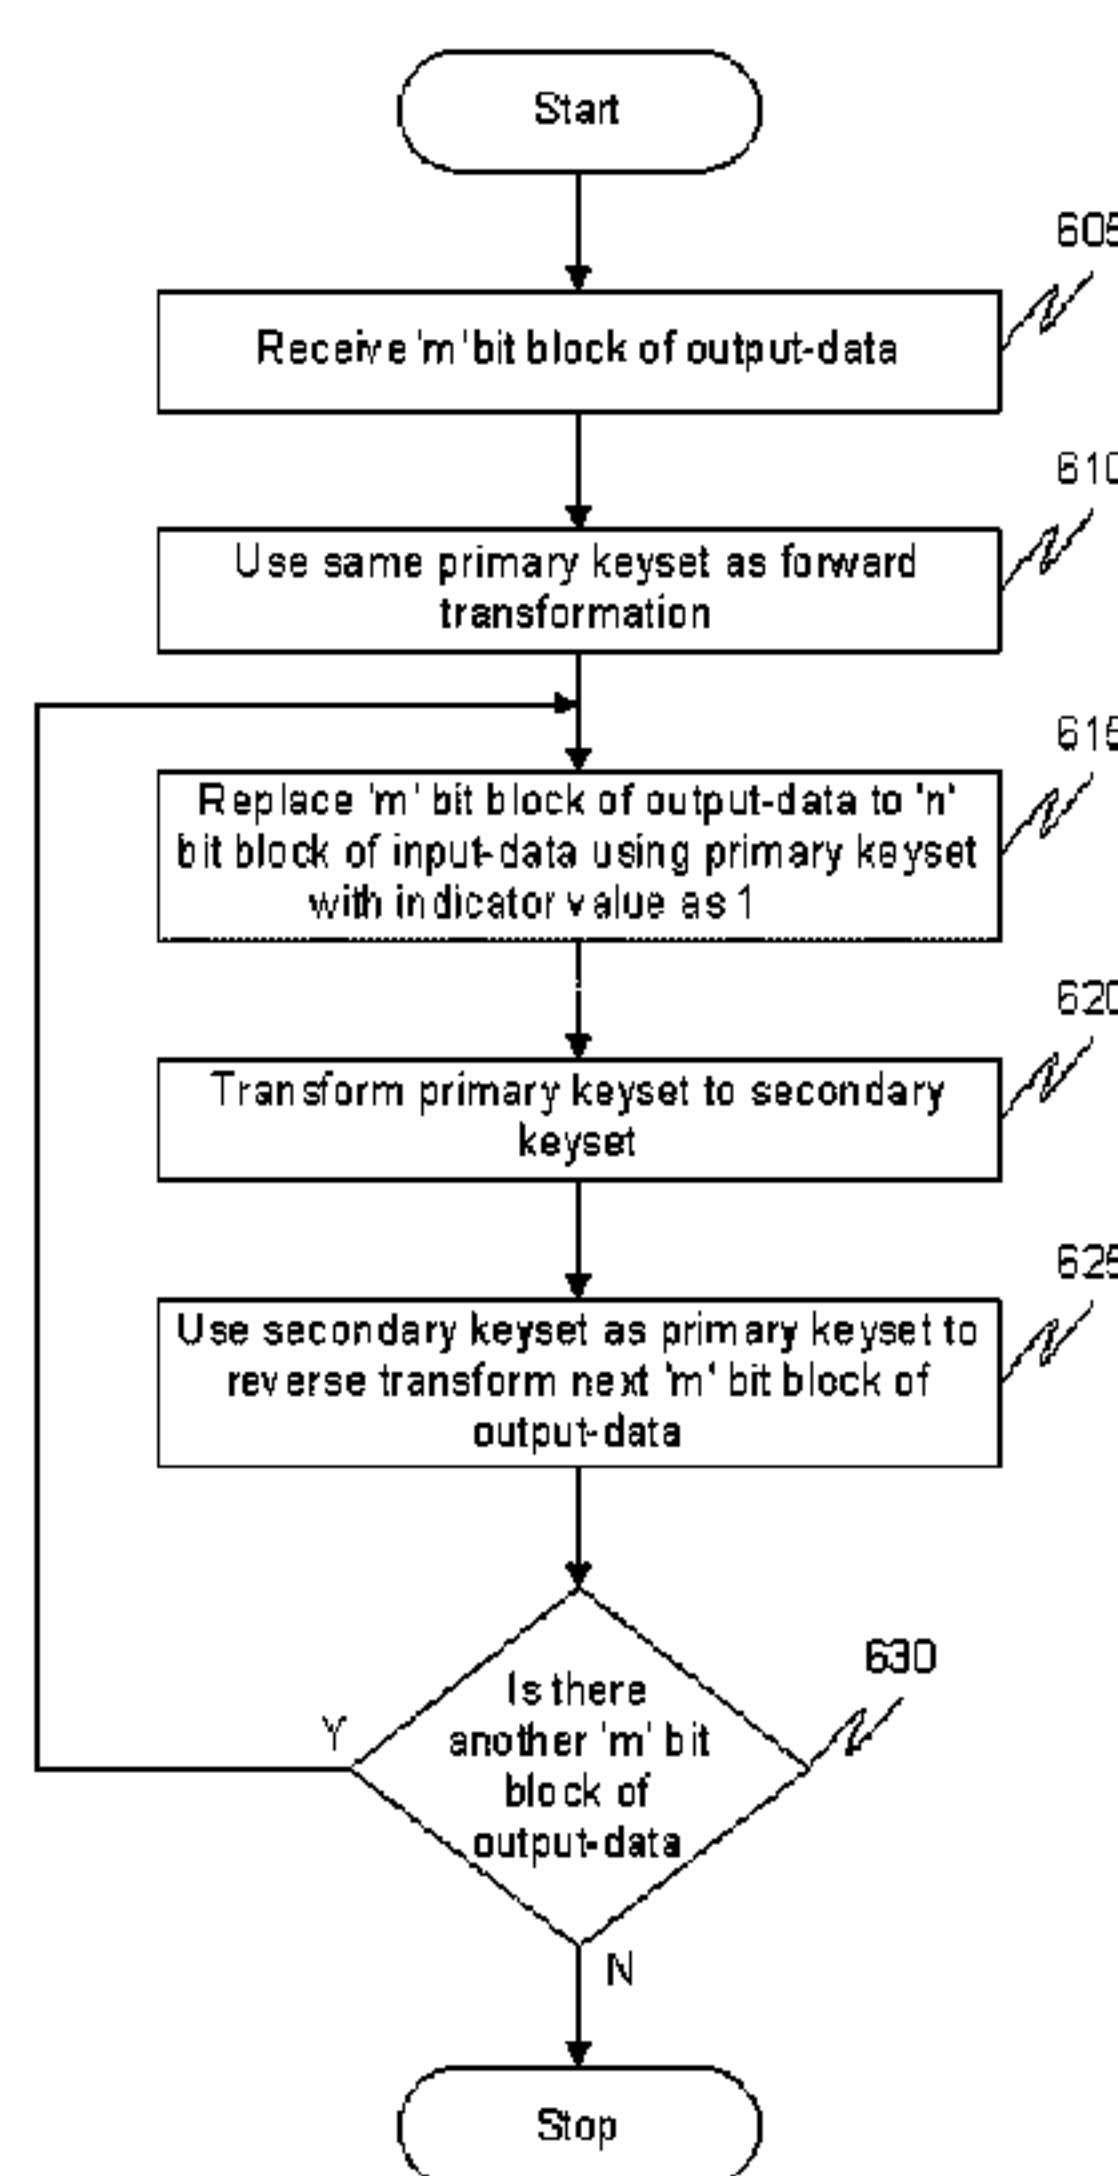 Start
605
Receive 'm' bit block of output-data
610
Use same primary keyset as forward
transformation
615
Replace 'm' bit block of output-data to 'n'
bit block of input-data using primary keyset
with indicator value as 1
620
Transform primary keyset to secondary
keyset
625
Use secondary keyset as primary keyset to
reverse transform next 'm' bit block of
output-data
630
Is there
another 'm' bit
block of
output-data
Y
N
Stop